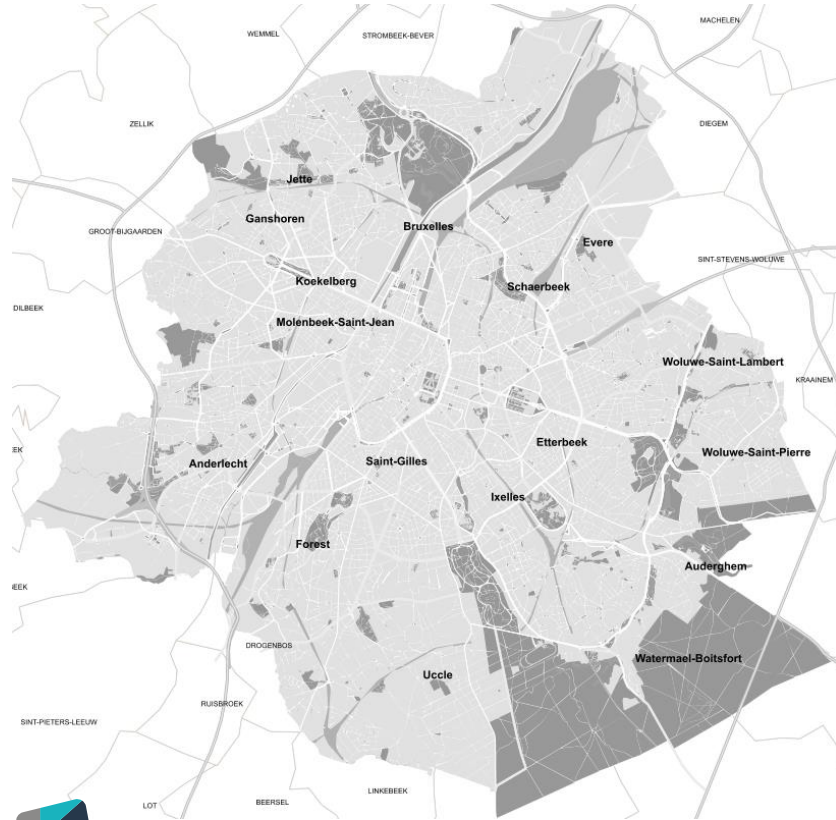 MACHELEN
WEMMEL
STROMBEEK-BEVER
ZELLIK
DIEGEM
Jette
Ganshoren
Bruxelles
GROOT-BIJGAARDEN
Evere
SINT-STEVENS-WOLUWE
Koekelberg
Schaerbeek
DILBEEK
Molenbeek-Saint-Jean
Woluwe-Saint-Lambert
KRAAINEM
Etterbeek
EEK
Woluwe-Saint-Pierre
Anderlecht
Saint-Gilles
Ixelles
Forest
Auderghem
BEEK
DROGENBOS
Watermael-Boitsfort
Uccle
RUISBROEK
SINT-PIETERS-LEEUW
LINKEBEEK
BEERSEL
LOT